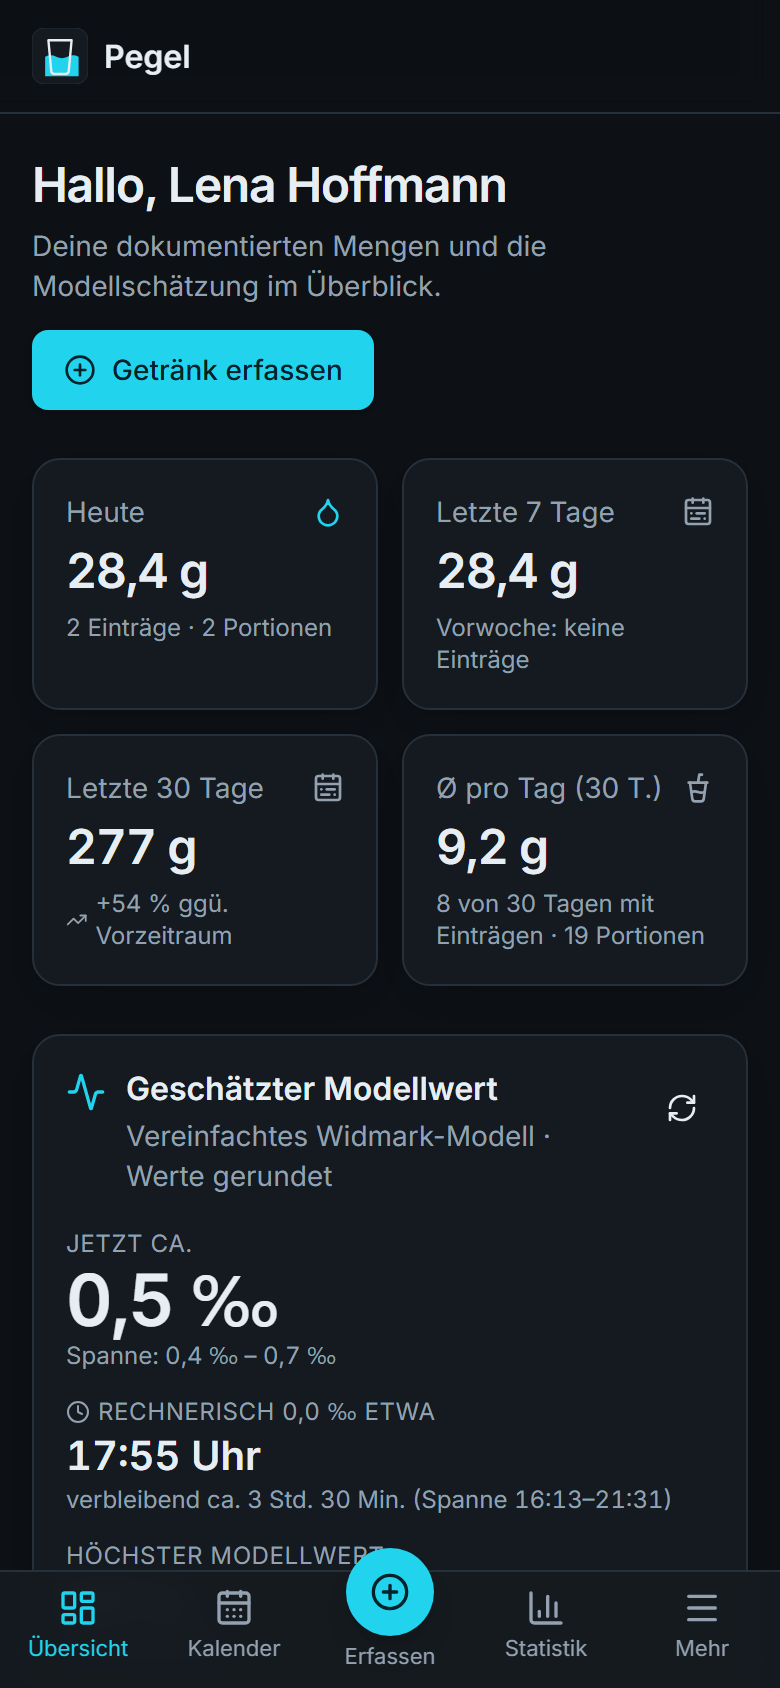 Pegel
Hallo, Lena Hoffmann
Deine dokumentierten Mengen und die
Modellschätzung im Überblick.
Getränk erfassen
Heute
28,4 g
2 Einträge · 2 Portionen
Letzte 7 Tage
28,4 g
Vorwoche: keine
Einträge
Letzte 30 Tage
277 g
+54 % ggü.
Vorzeitraum
Ø pro Tag (30 T.)
9,2 g
8 von 30 Tagen mit
Einträgen · 19 Portionen
Geschätzter Modellwert
Vereinfachtes Widmark-Modell ·
Werte gerundet
JETZT CA.
0,5 ‰
Spanne: 0,4 ‰ – 0,7 ‰
RECHNERISCH 0,0 ‰ ETWA
17:55 Uhr
verbleibend ca. 3 Std. 30 Min. (Spanne 16:13–21:31)
HÖCHSTER MODELLWERT
Übersicht
Kalender
Erfassen
Statistik
Mehr